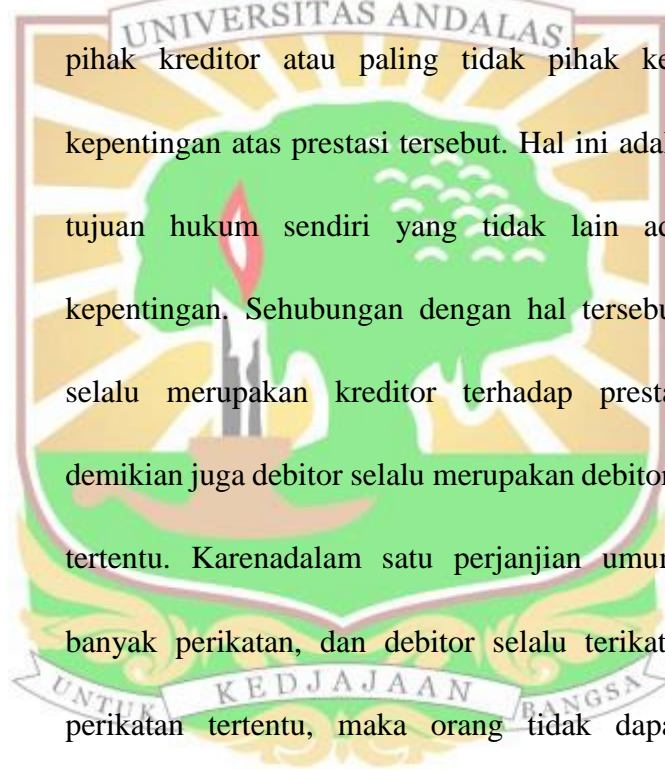 UNIVERSITAS ANDALAS
pihak kreditor atau paling tidak pihak ke
kepentingan atas prestasi tersebut. Hal ini ada
tujuan hukum sendiri yang tidak lain ad
kepentingan. Sehubungan dengan hal tersebu
selalu merupakan kreditor terhadap presta
demikian juga debitor selalu merupakan debitor
tertentu. Karenadalam satu perjanjian umu
banyak perikatan, dan debitor selalu terikat
UNTUK KEDJAJAAN BANGSA
perikatan tertentu, maka orang tidak dapa